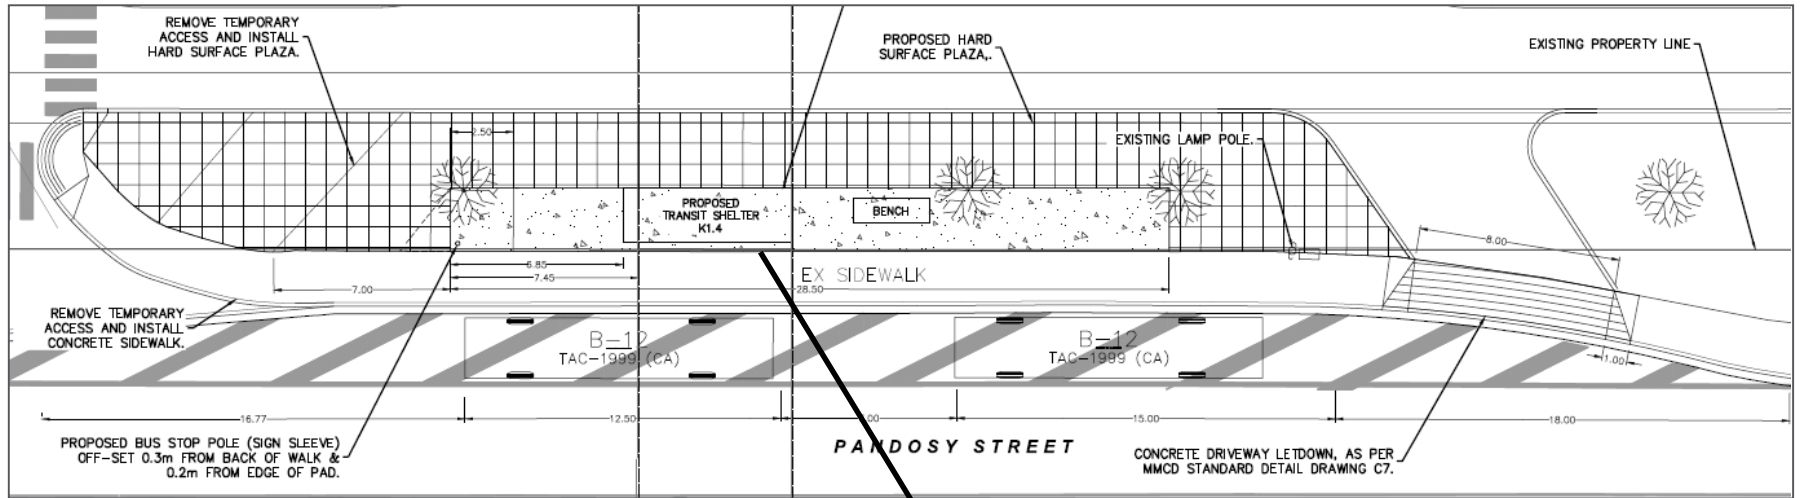 REMOVE TEMPORARY
ACCESS AND INSTALL
HARD SURFACE PLAZA.
PROPOSED HARD
SURFACE PLAZA,.
EXISTING PROPERTY LINE
2.50
EXISTING LAMP POLE.
PROPOSED
TRANSIT SHELTER
K1.4
BENCH
8.00
6.85
7.45
EX SIDEWALK
7.00
28.50
REMOVE TEMPORARY
ACCESS AND INSTALL
CONCRETE SIDEWALK.
B-12
TAC-1999 (CA)
B-12
TAC-1999 (CA)
1.00
16.77
12.50
15.00
18.00
PROPOSED BUS STOP POLE (SIGN SLEEVE)
OFF-SET 0.3m FROM BACK OF WALK &
0.2m FROM EDGE OF PAD.
PANDOSY STREET
CONCRETE DRIVEWAY LETDOWN, AS PER
MMCD STANDARD DETAIL DRAWING C7.